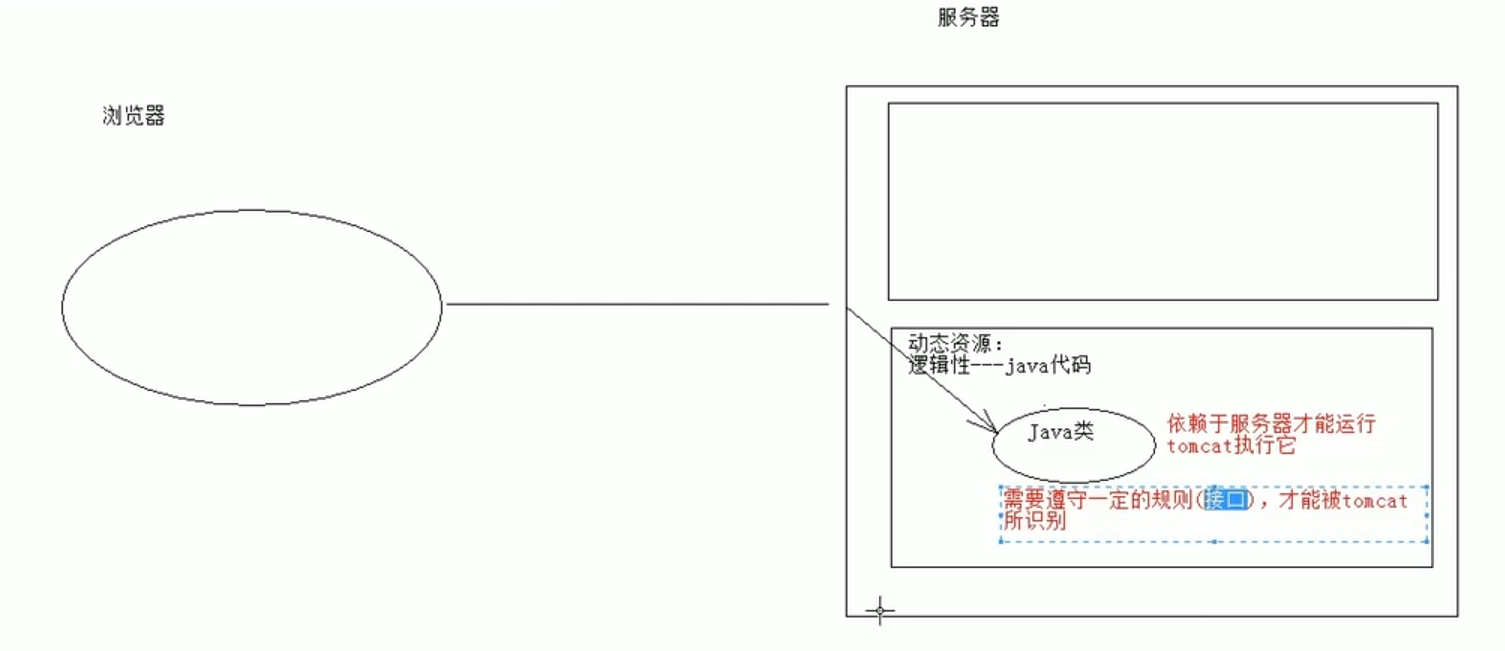 服务器
浏览器
动态资源:
逻辑性---java代码
Java类
依赖于服务器才能运行
tomcat执行它
需要遵守一定的规则(接口)，才能被tomcat
所识别